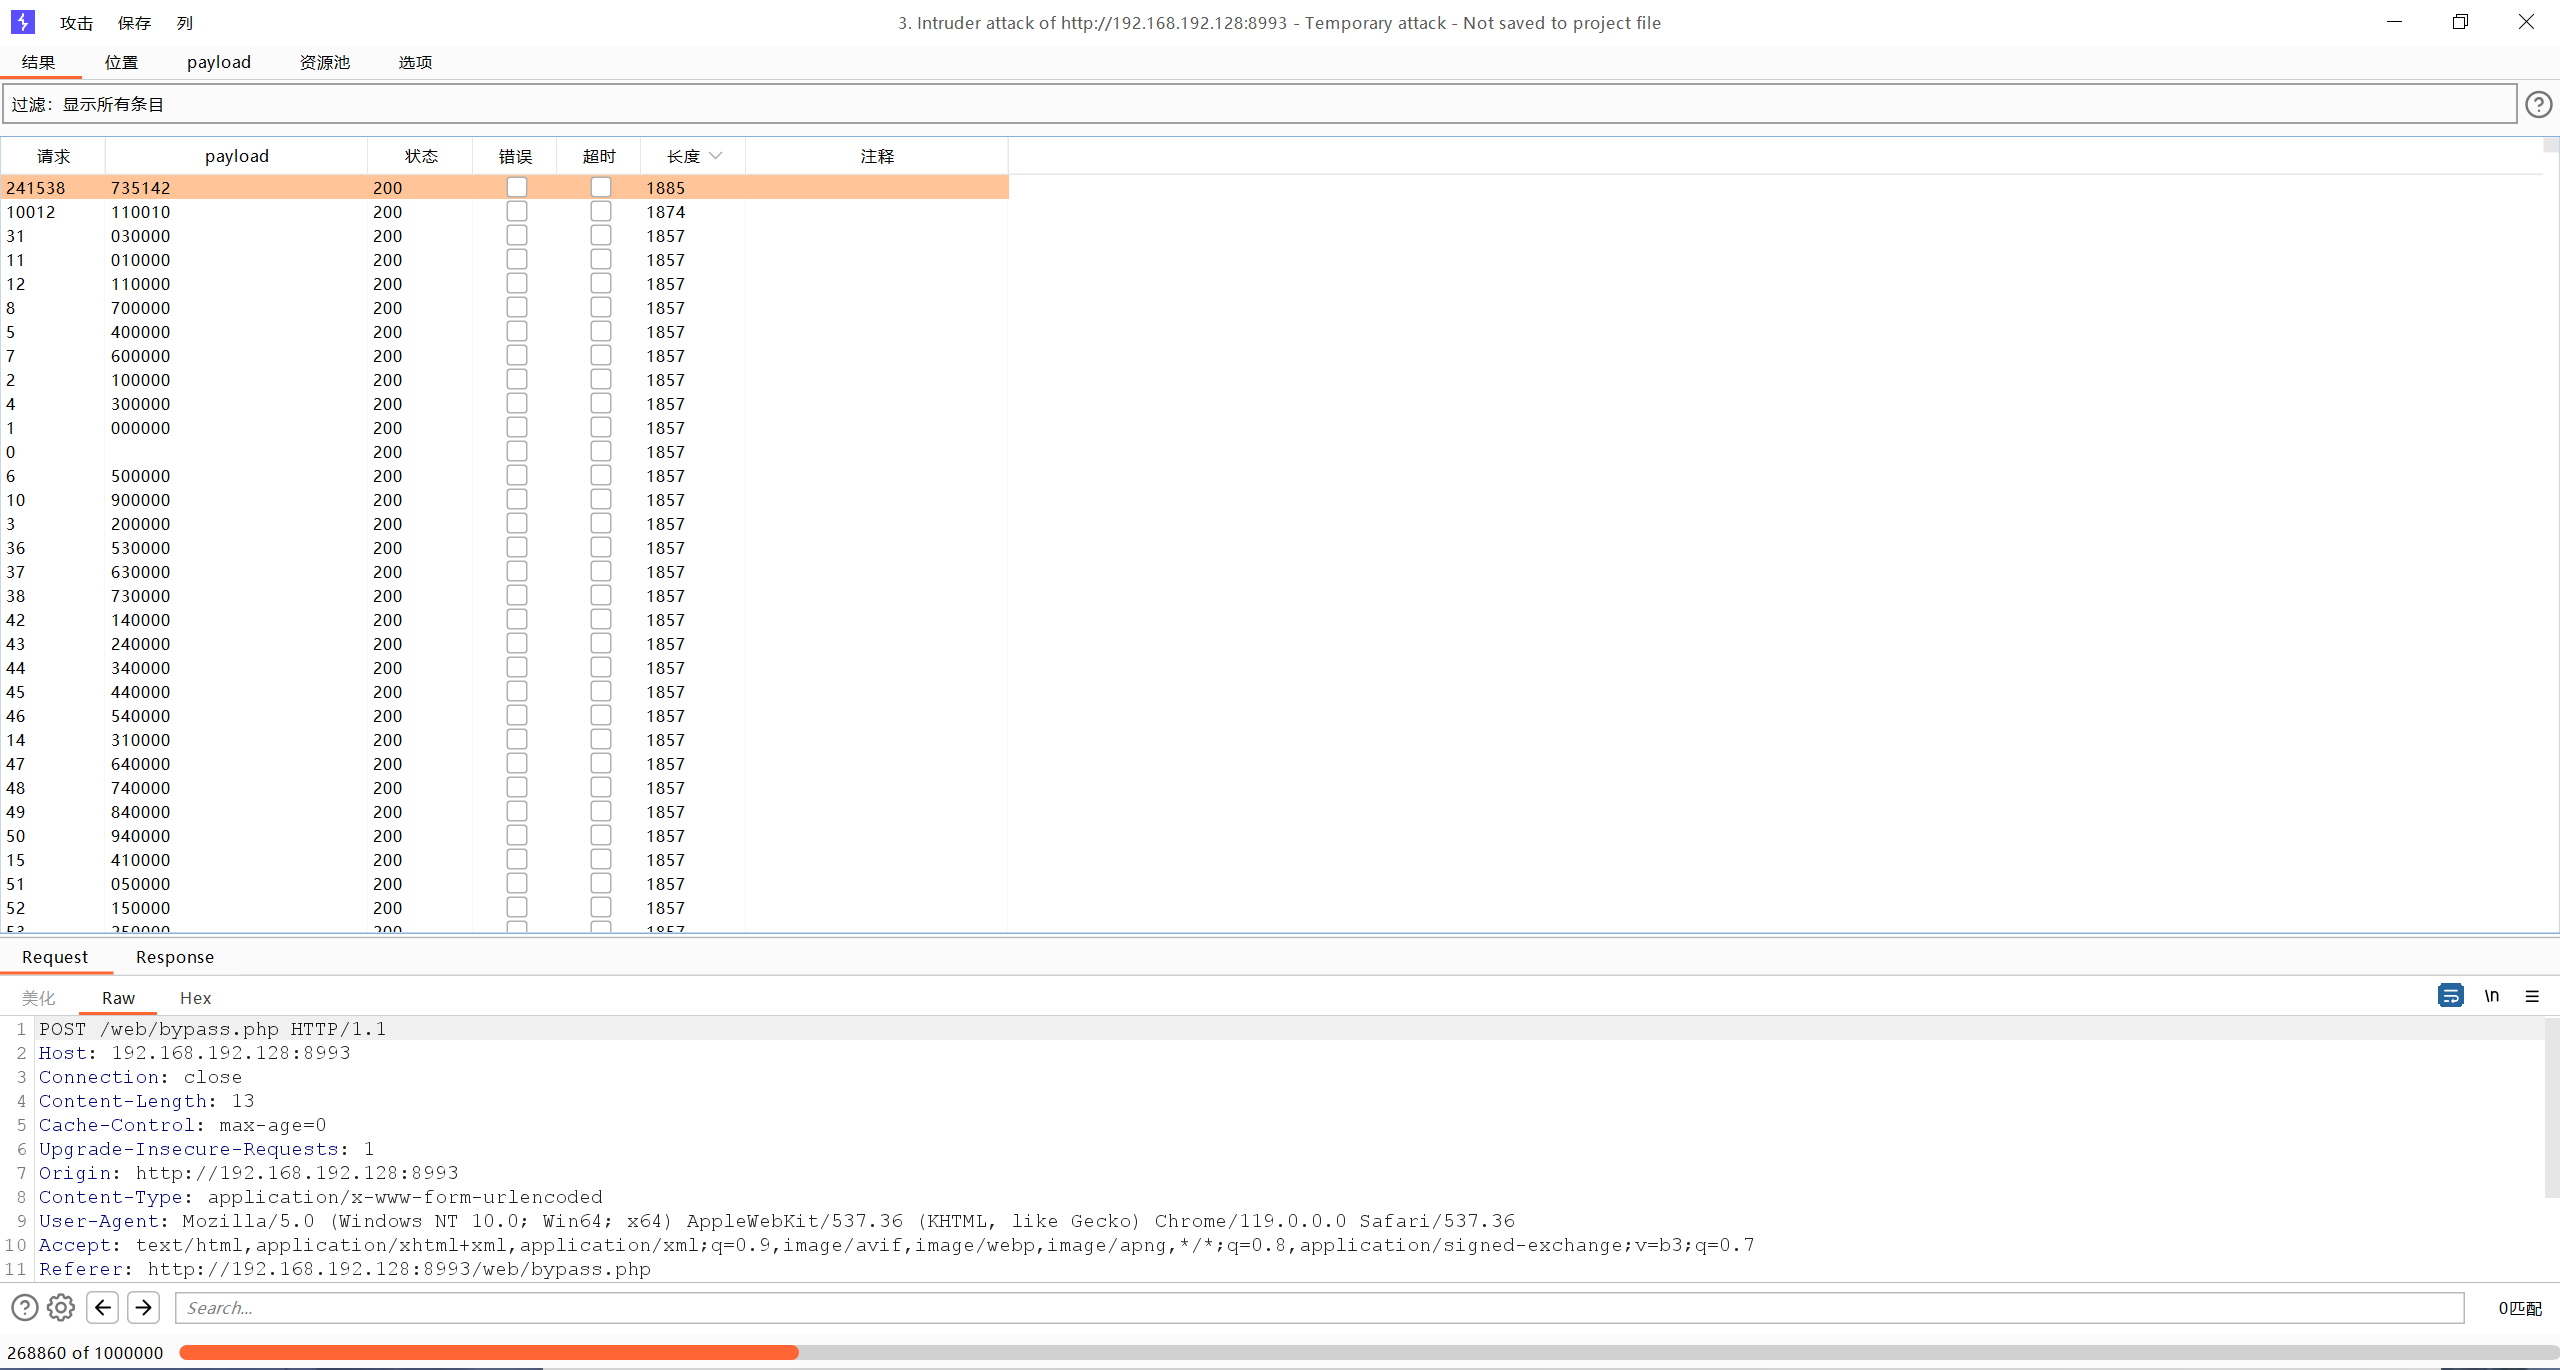 攻击 保存 列 3. Intruder attack of http://192.168.192.128:8993 - Temporary attack - Not saved to project file
结果 位置 payload 资源池 选项
过滤：显示所有条目
请求 payload 状态 错误 超时 长度 注释
241538 735142 200 1885
10012 110010 200 1874
31 030000 200 1857
11 010000 200 1857
12 110000 200 1857
8 700000 200 1857
5 400000 200 1857
7 600000 200 1857
2 100000 200 1857
4 300000 200 1857
1 000000 200 1857
0 200 1857
6 500000 200 1857
10 900000 200 1857
3 200000 200 1857
36 530000 200 1857
37 630000 200 1857
38 730000 200 1857
42 140000 200 1857
43 240000 200 1857
44 340000 200 1857
45 440000 200 1857
46 540000 200 1857
14 310000 200 1857
47 640000 200 1857
48 740000 200 1857
49 840000 200 1857
50 940000 200 1857
15 410000 200 1857
51 050000 200 1857
52 150000 200 1857
53 250000 200 1857
Request Response
美化 Raw Hex \n
1 POST /web/bypass.php HTTP/1.1
2 Host: 192.168.192.128:8993
3 Connection: close
4 Content-Length: 13
5 Cache-Control: max-age=0
6 Upgrade-Insecure-Requests: 1
7 Origin: http://192.168.192.128:8993
8 Content-Type: application/x-www-form-urlencoded
9 User-Agent: Mozilla/5.0 (Windows NT 10.0; Win64; x64) AppleWebKit/537.36 (KHTML, like Gecko) Chrome/119.0.0.0 Safari/537.36
10 Accept: text/html,application/xhtml+xml,application/xml;q=0.9,image/avif,image/webp,image/apng,*/*;q=0.8,application/signed-exchange;v=b3;q=0.7
11 Referer: http://192.168.192.128:8993/web/bypass.php
Search... 0匹配
268860 of 1000000